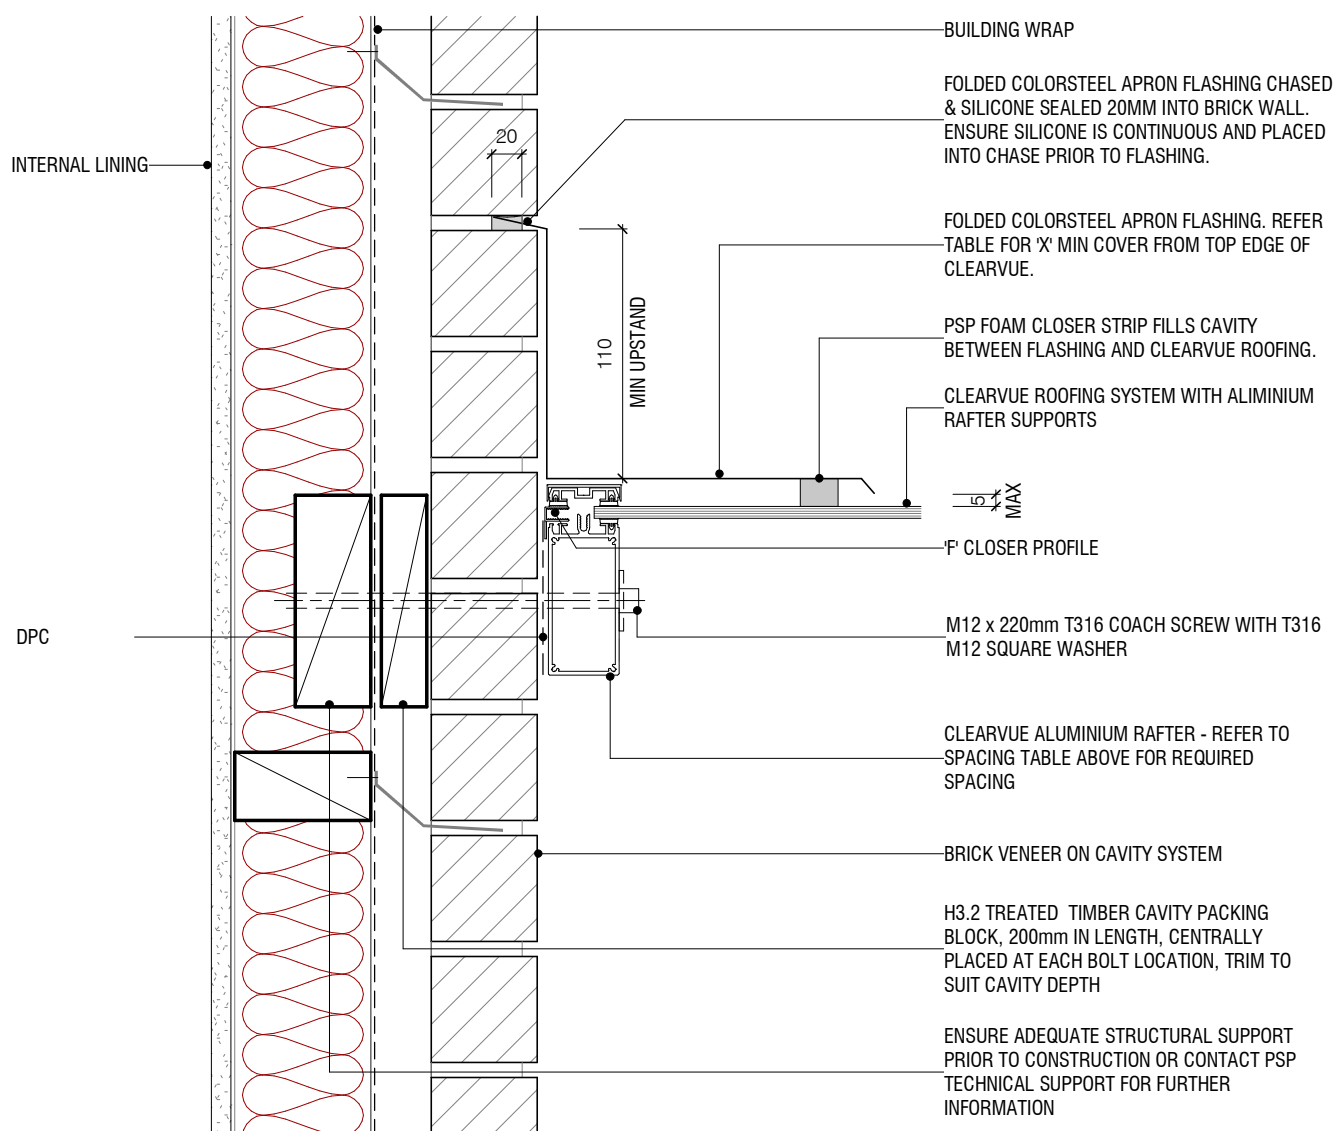 BUILDING WRAP
FOLDED COLORSTEEL APRON FLASHING CHASED
& SILICONE SEALED 20MM INTO BRICK WALL.
ENSURE SILICONE IS CONTINUOUS AND PLACED
INTO CHASE PRIOR TO FLASHING.
20
INTERNAL LINING
FOLDED COLORSTEEL APRON FLASHING. REFER
TABLE FOR 'X' MIN COVER FROM TOP EDGE OF
CLEARVUE.
110
MIN UPSTAND
PSP FOAM CLOSER STRIP FILLS CAVITY
BETWEEN FLASHING AND CLEARVUE ROOFING.
CLEARVUE ROOFING SYSTEM WITH ALIMINIUM
RAFTER SUPPORTS
5
MAX
'F' CLOSER PROFILE
DPC
M12 x 220mm T316 COACH SCREW WITH T316
M12 SQUARE WASHER
CLEARVUE ALUMINIUM RAFTER - REFER TO
SPACING TABLE ABOVE FOR REQUIRED
SPACING
BRICK VENEER ON CAVITY SYSTEM
H3.2 TREATED  TIMBER CAVITY PACKING
BLOCK, 200mm IN LENGTH, CENTRALLY
PLACED AT EACH BOLT LOCATION, TRIM TO
SUIT CAVITY DEPTH
ENSURE ADEQUATE STRUCTURAL SUPPORT
PRIOR TO CONSTRUCTION OR CONTACT PSP
TECHNICAL SUPPORT FOR FURTHER
INFORMATION